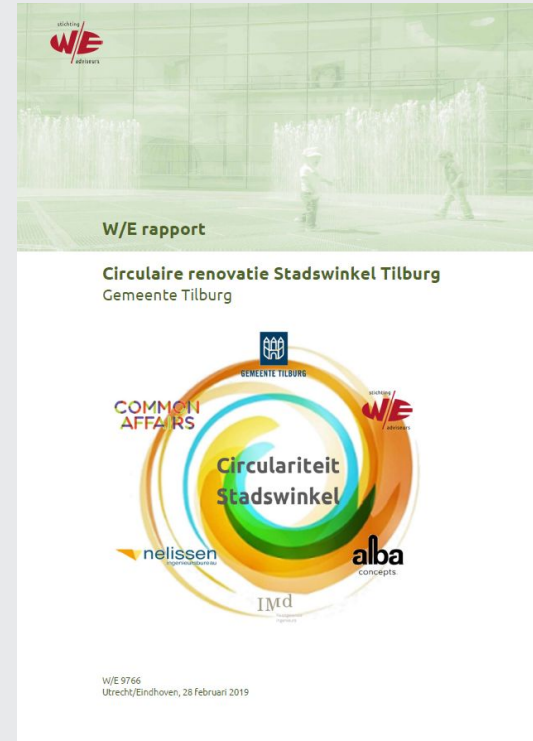 stichting
W/E
adviseurs
W/E rapport
Circulaire renovatie Stadswinkel Tilburg
Gemeente Tilburg
GEMEENTE TILBURG
COMMON
AFFAIRS
stichting
W/E
adviseurs
Circulariteit
Stadswinkel
nelissen
ingenieursbureau
alba
concepts
IMd
W/E 9766
Utrecht/Eindhoven, 28 februari 2019